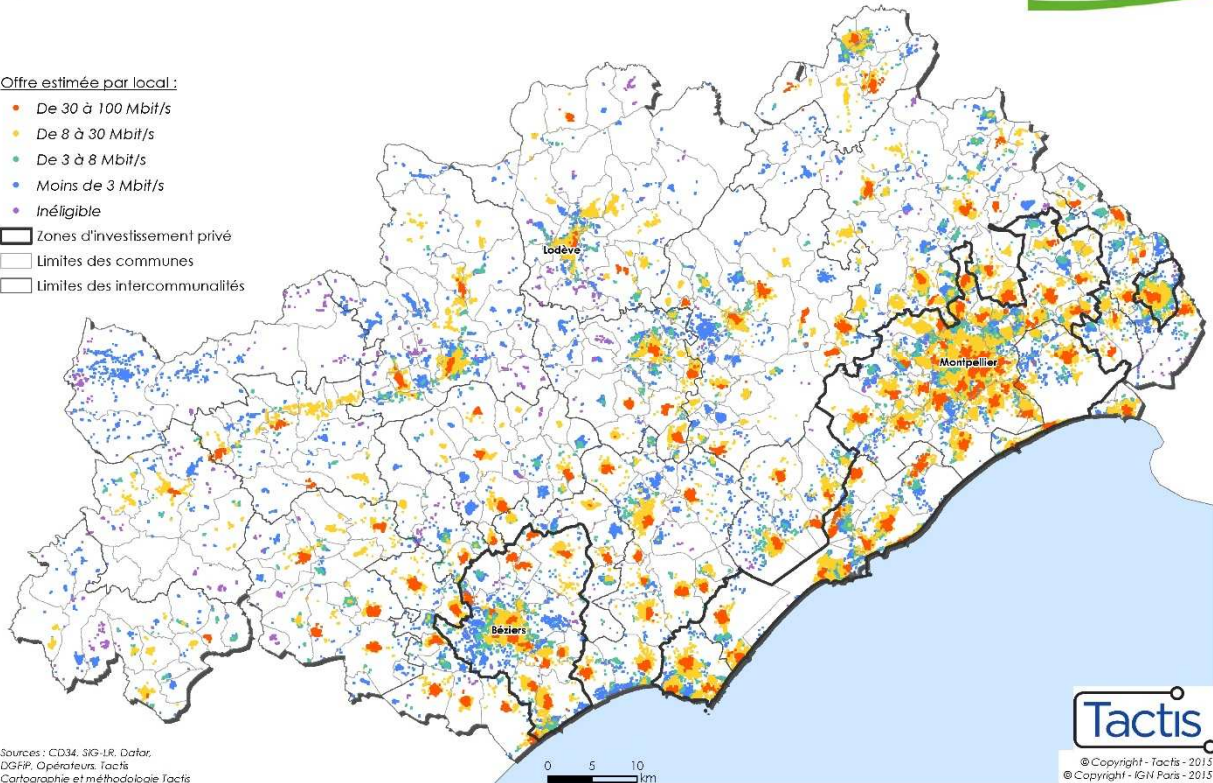 Offre estimée par local :
De 30 à 100 Mbit/s
De 8 à 30 Mbit/s
De 3 à 8 Mbit/s
Moins de 3 Mbit/s
Inéligible
Zones d'investissement privé
Limites des communes
Limites des intercommunalités
Lodève
Montpellier
Béziers
Sources : CD34, SIG-LR, Datar,
DGFiP, Opérateurs, Tactis
Cartographie et méthodologie Tactis
0 5 10
km
Tactis
© Copyright - Tactis - 2015
© Copyright - IGN Paris - 2013